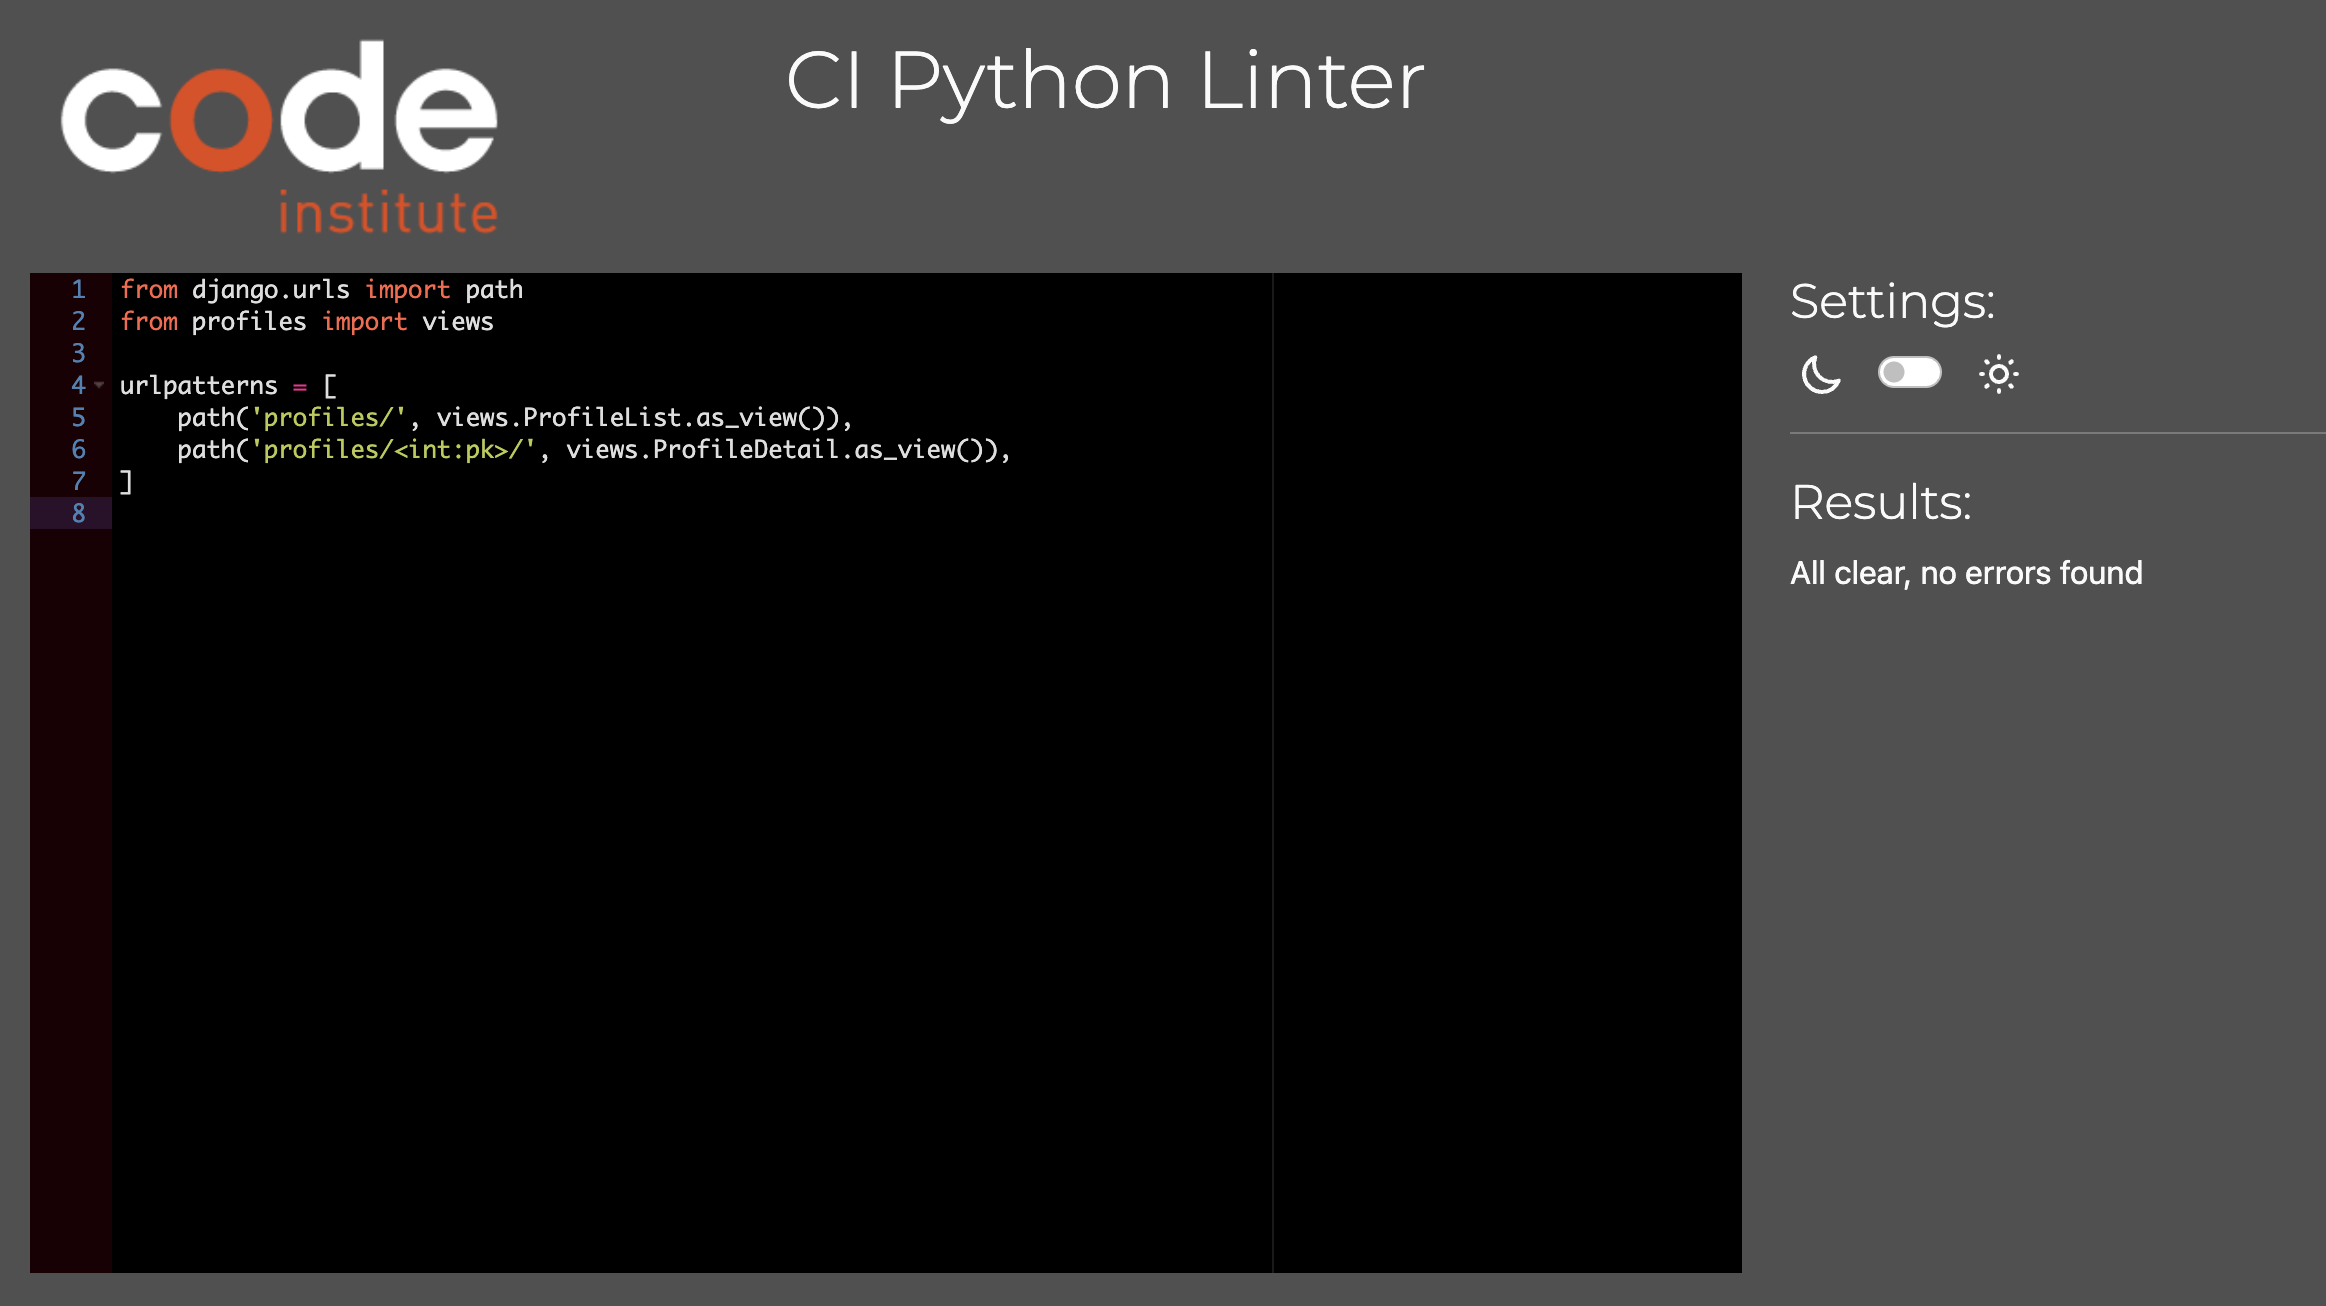 code
institute
CI Python Linter
1 from django.urls import path
2 from profiles import views
3
4 urlpatterns = [
5     path('profiles/', views.ProfileList.as_view()),
6     path('profiles/<int:pk>/', views.ProfileDetail.as_view()),
7 ]
8
Settings:
Results:
All clear, no errors found